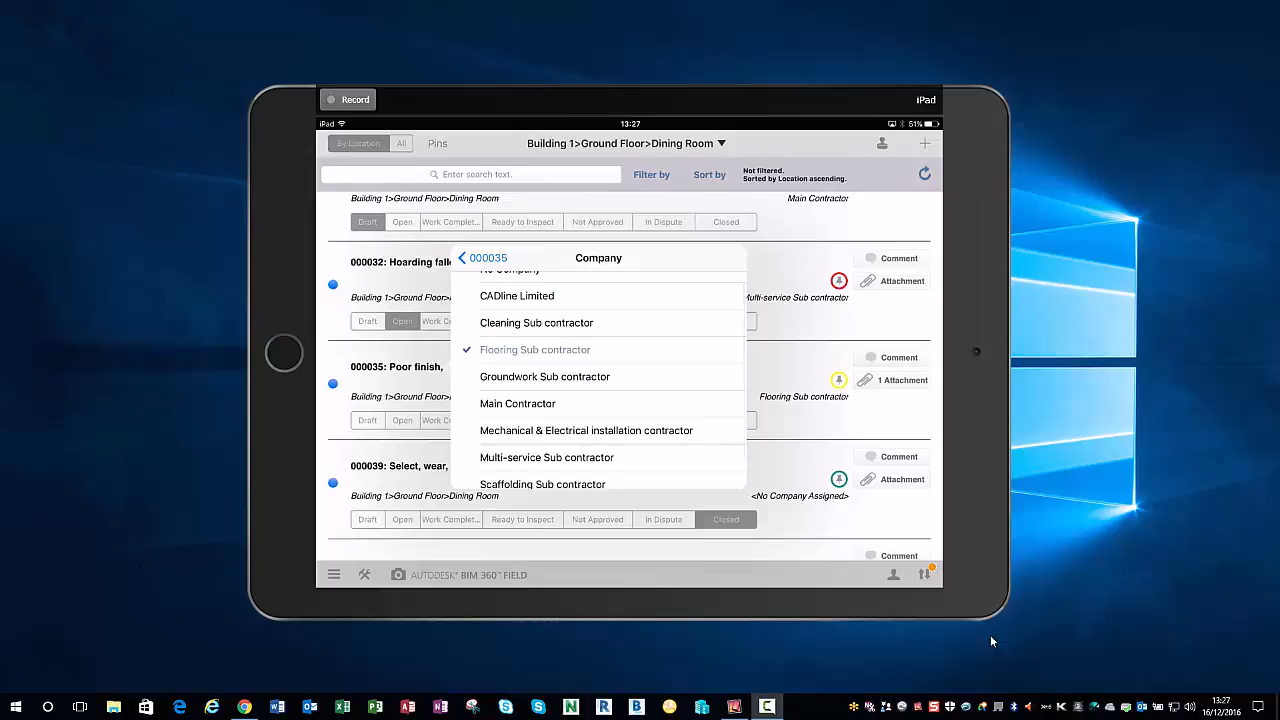 Record
iPad
iPad
13:27
51%
By Location
All
Pins
Building 1>Ground Floor>Dining Room
Enter search text.
Filter by
Sort by
Not filtered.
Sorted by Location ascending.
Building 1>Ground Floor>Dining Room
Main Contractor
Draft
Open
Work Complet...
Ready to Inspect
Not Approved
In Dispute
Closed
000032: Hoarding fall
Comment
Attachment
Building 1>Ground Floor>
Multi-service Sub contractor
Draft
Open
Work C
000035
Company
No Company
CADline Limited
Cleaning Sub contractor
Flooring Sub contractor
Groundwork Sub contractor
Main Contractor
Mechanical & Electrical installation contractor
Multi-service Sub contractor
Scaffolding Sub contractor
000035: Poor finish,
Comment
1 Attachment
Building 1>Ground Floor>
Flooring Sub contractor
Draft
Open
Work C
000039: Select, wear,
Comment
Attachment
Building 1>Ground Floor>Dining Room
<No Company Assigned>
Draft
Open
Work Complet...
Ready to Inspect
Not Approved
In Dispute
Closed
Comment
AUTODESK® BIM 360™ FIELD
13:27
16/12/2016